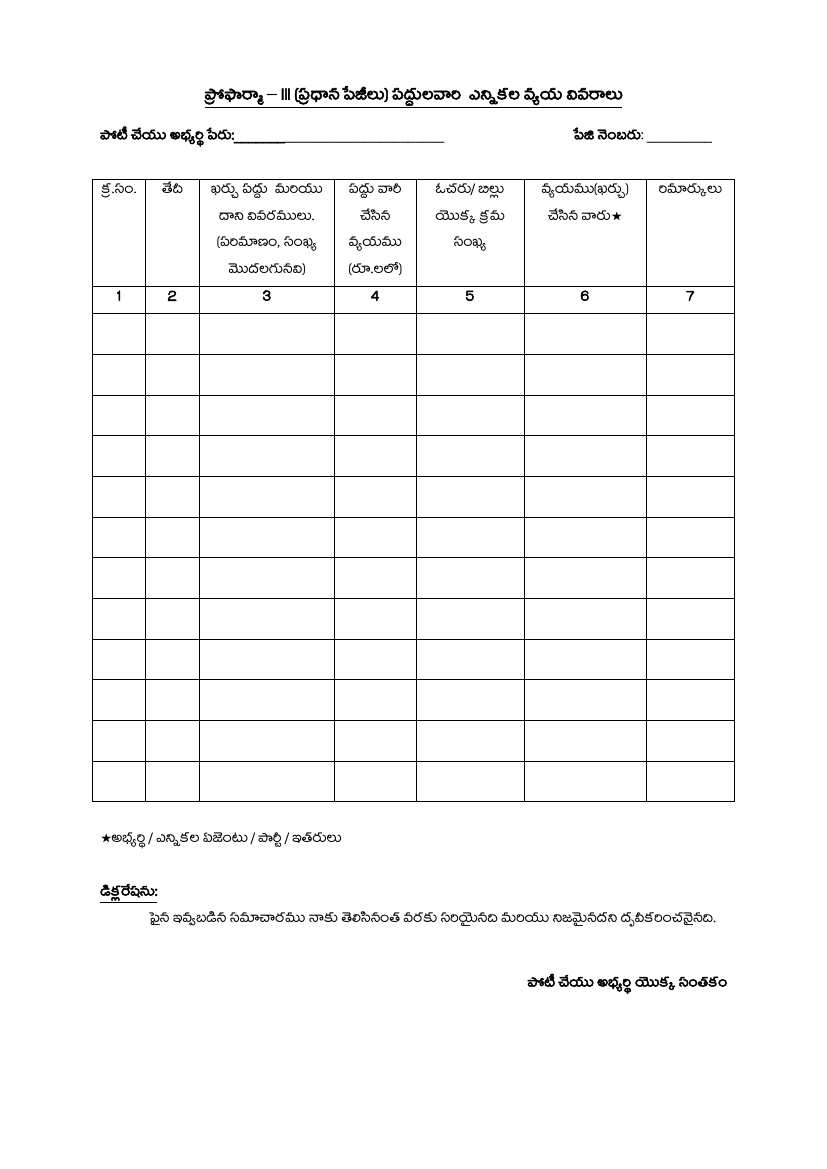 ప్రోఫార్మా – III (ప్రధాన పేజీలు) పద్దులవారి ఎన్నికల వ్యయ వివరాలు
పోటీ చేయు అభ్యర్థి పేరు:____________________________ పేజి నెంబరు: _________
క్ర.సం. తేది ఖర్చు పద్దు మరియు దాని వివరములు. (పరిమాణం, సంఖ్య మొదలగునవి) పద్దు వారీ చేసిన వ్యయము (రూ.లలో) ఓచరు/ బిల్లు యొక్క క్రమ సంఖ్య వ్యయము(ఖర్చు) చేసిన వారు★ రిమార్కులు
1 2 3 4 5 6 7
★అభ్యర్థి / ఎన్నికల ఏజెంటు / పార్టీ / ఇతరులు
డిక్లరేషను:
పైన ఇవ్వబడిన సమాచారము నాకు తెలిసినంత వరకు సరియైనది మరియు నిజమైనదని దృవీకరించనైనది.
పోటీ చేయు అభ్యర్థి యొక్క సంతకం